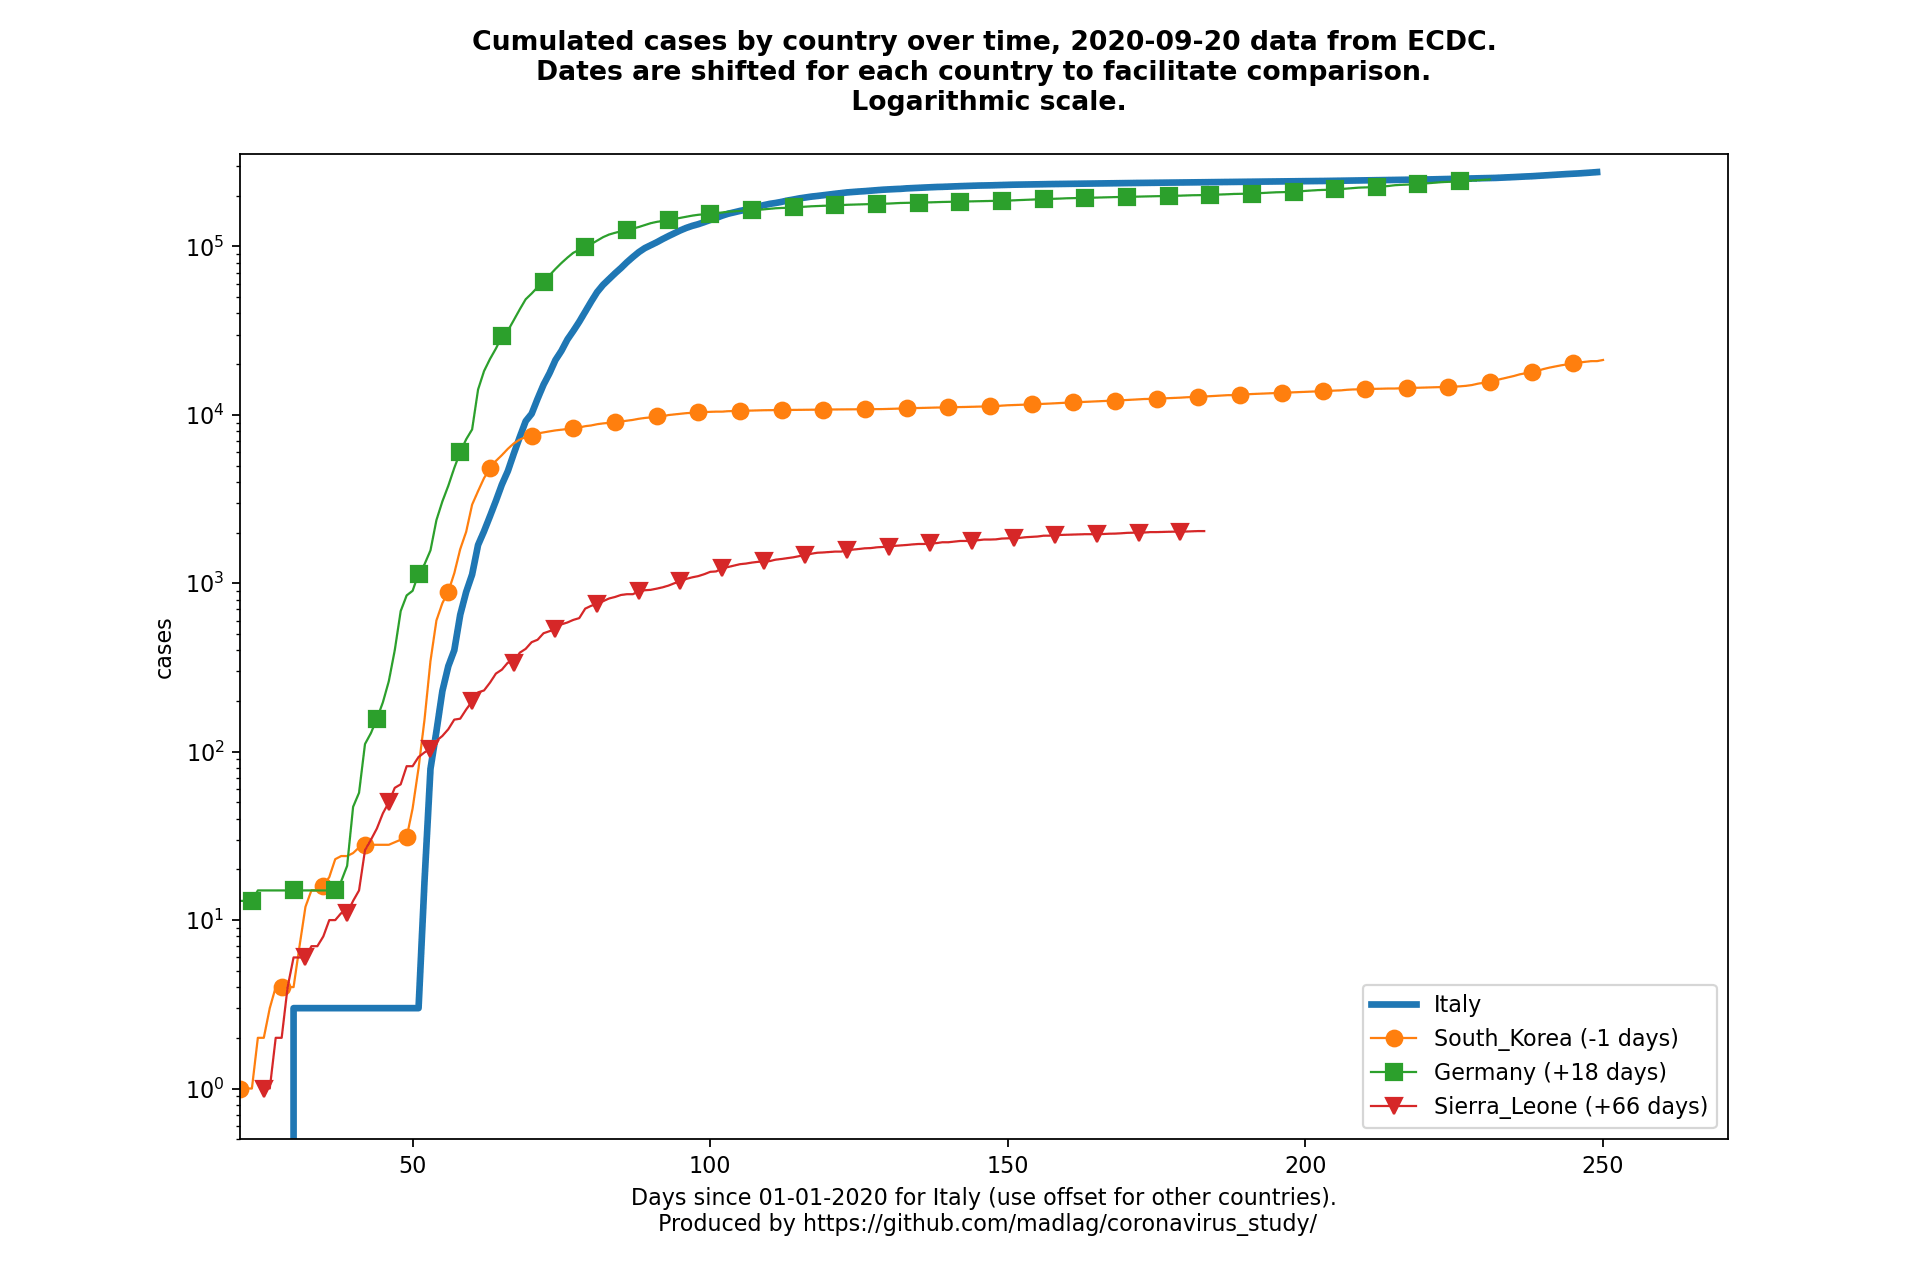 Cumulated cases by country over time, 2020-09-20 data from ECDC.
Dates are shifted for each country to facilitate comparison.
Logarithmic scale.
cases
10^5
10^4
10^3
10^2
10^1
10^0
50
100
150
200
250
Italy
South_Korea (-1 days)
Germany (+18 days)
Sierra_Leone (+66 days)
Days since 01-01-2020 for Italy (use offset for other countries).
Produced by https://github.com/madlag/coronavirus_study/